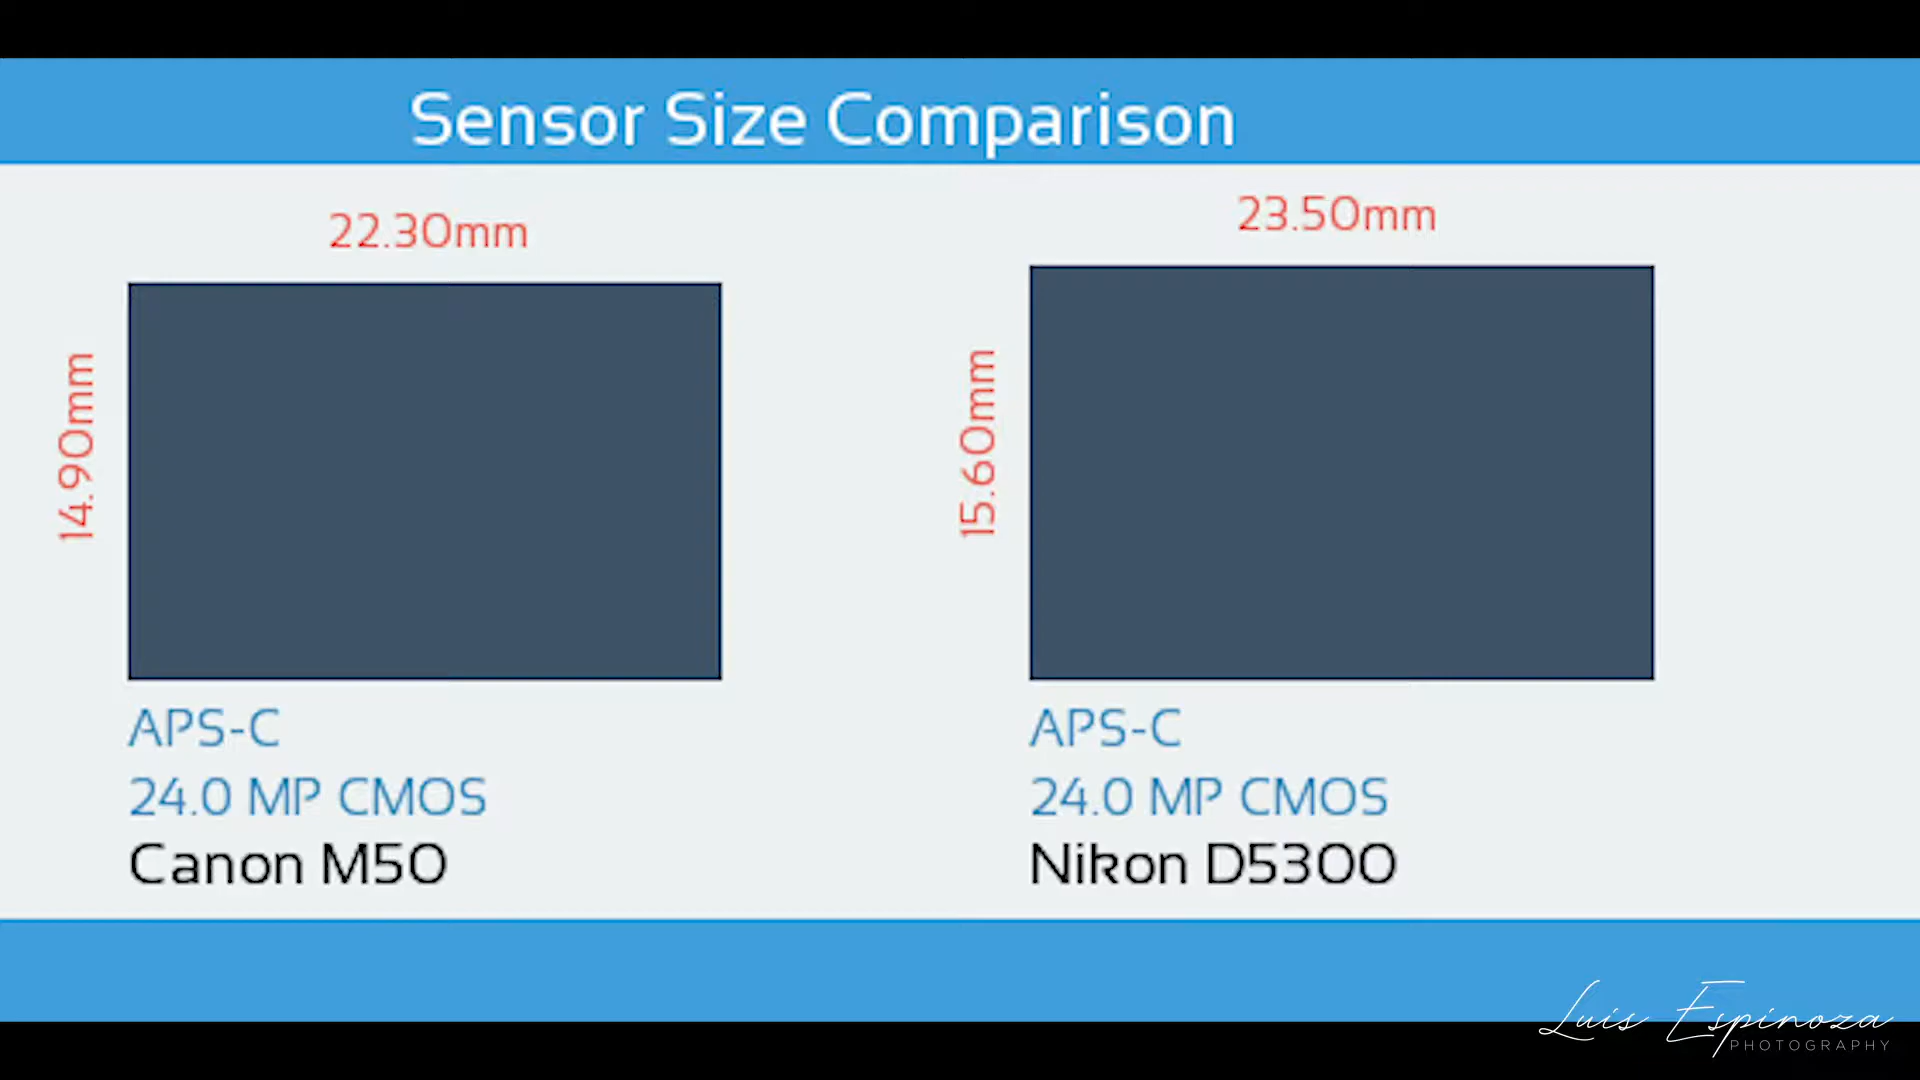 Sensor Size Comparison
22.30mm
14.90mm
APS-C
24.0 MP CMOS
Canon M50
23.50mm
15.60mm
APS-C
24.0 MP CMOS
Nikon D5300
Luis Espinoza
PHOTOGRAPHY